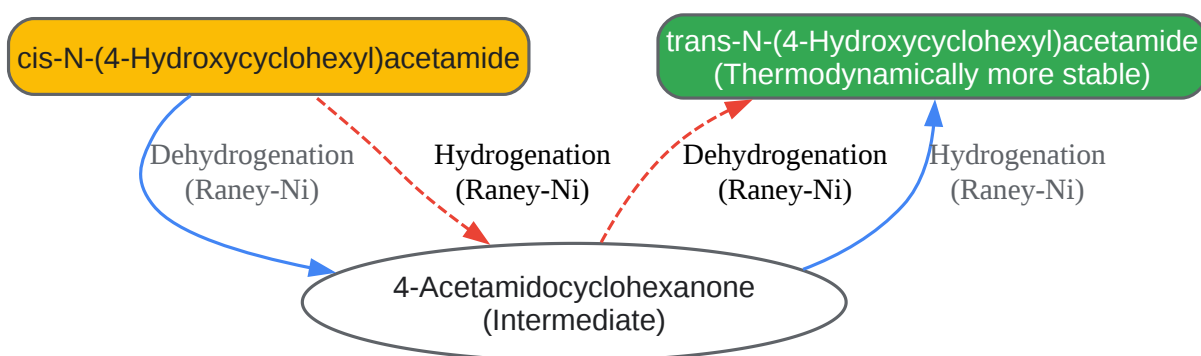 cis-N-(4-Hydroxycyclohexyl)acetamide
trans-N-(4-Hydroxycyclohexyl)acetamide
(Thermodynamically more stable)
Dehydrogenation
(Raney-Ni)
Hydrogenation
(Raney-Ni)
Dehydrogenation
(Raney-Ni)
Hydrogenation
(Raney-Ni)
4-Acetamidocyclohexanone
(Intermediate)